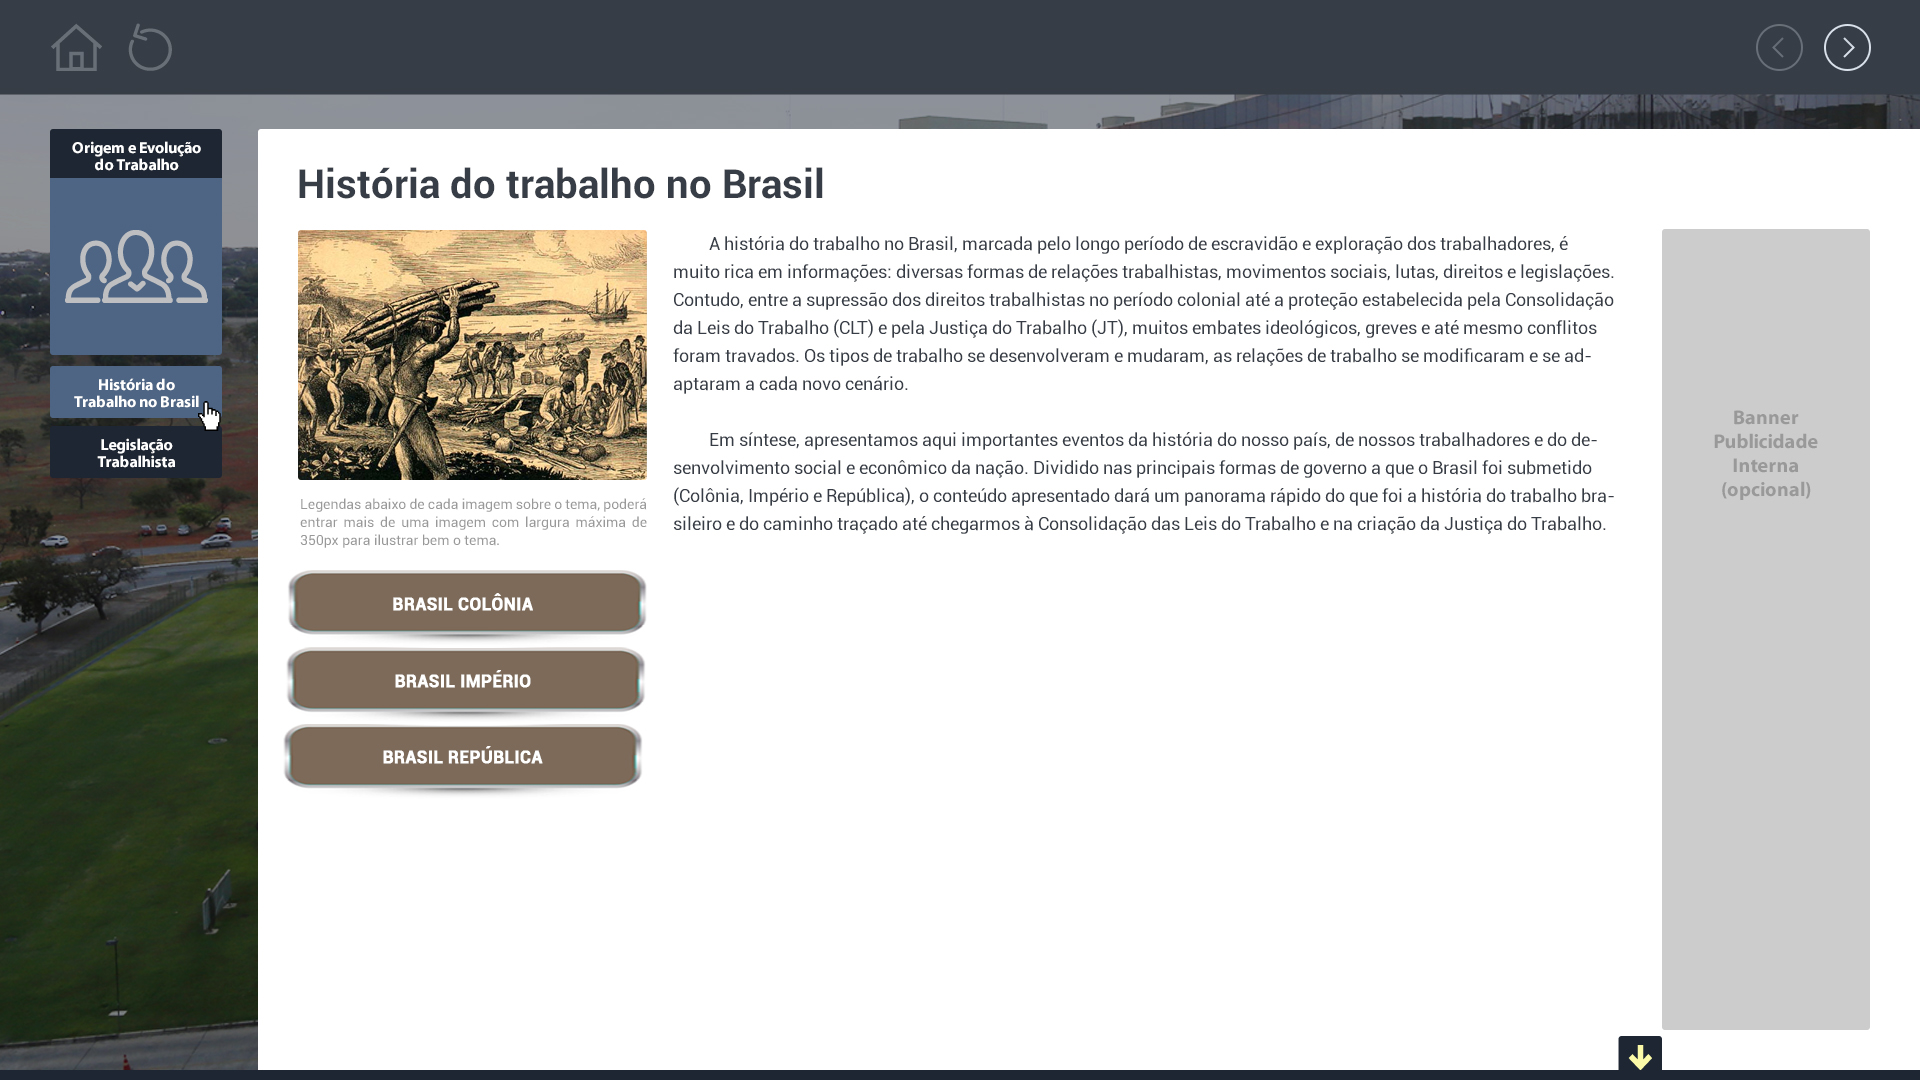 Origem e Evolução
do Trabalho
História do
Trabalho no Brasil
Legislação
Trabalhista
História do trabalho no Brasil
A história do trabalho no Brasil, marcada pelo longo período de escravidão e exploração dos trabalhadores, é
muito rica em informações: diversas formas de relações trabalhistas, movimentos sociais, lutas, direitos e legislações.
Contudo, entre a supressão dos direitos trabalhistas no período colonial até a proteção estabelecida pela Consolidação
da Leis do Trabalho (CLT) e pela Justiça do Trabalho (JT), muitos embates ideológicos, greves e até mesmo conflitos
foram travados. Os tipos de trabalho se desenvolveram e mudaram, as relações de trabalho se modificaram e se ad-
aptaram a cada novo cenário.
Em síntese, apresentamos aqui importantes eventos da história do nosso país, de nossos trabalhadores e do de-
senvolvimento social e econômico da nação. Dividido nas principais formas de governo a que o Brasil foi submetido
(Colônia, Império e República), o conteúdo apresentado dará um panorama rápido do que foi a história do trabalho bra-
sileiro e do caminho traçado até chegarmos à Consolidação das Leis do Trabalho e na criação da Justiça do Trabalho.
Legendas abaixo de cada imagem sobre o tema, poderá
entrar mais de uma imagem com largura máxima de
350px para ilustrar bem o tema.
BRASIL COLÔNIA
BRASIL IMPÉRIO
BRASIL REPÚBLICA
Banner
Publicidade
Interna
(opcional)